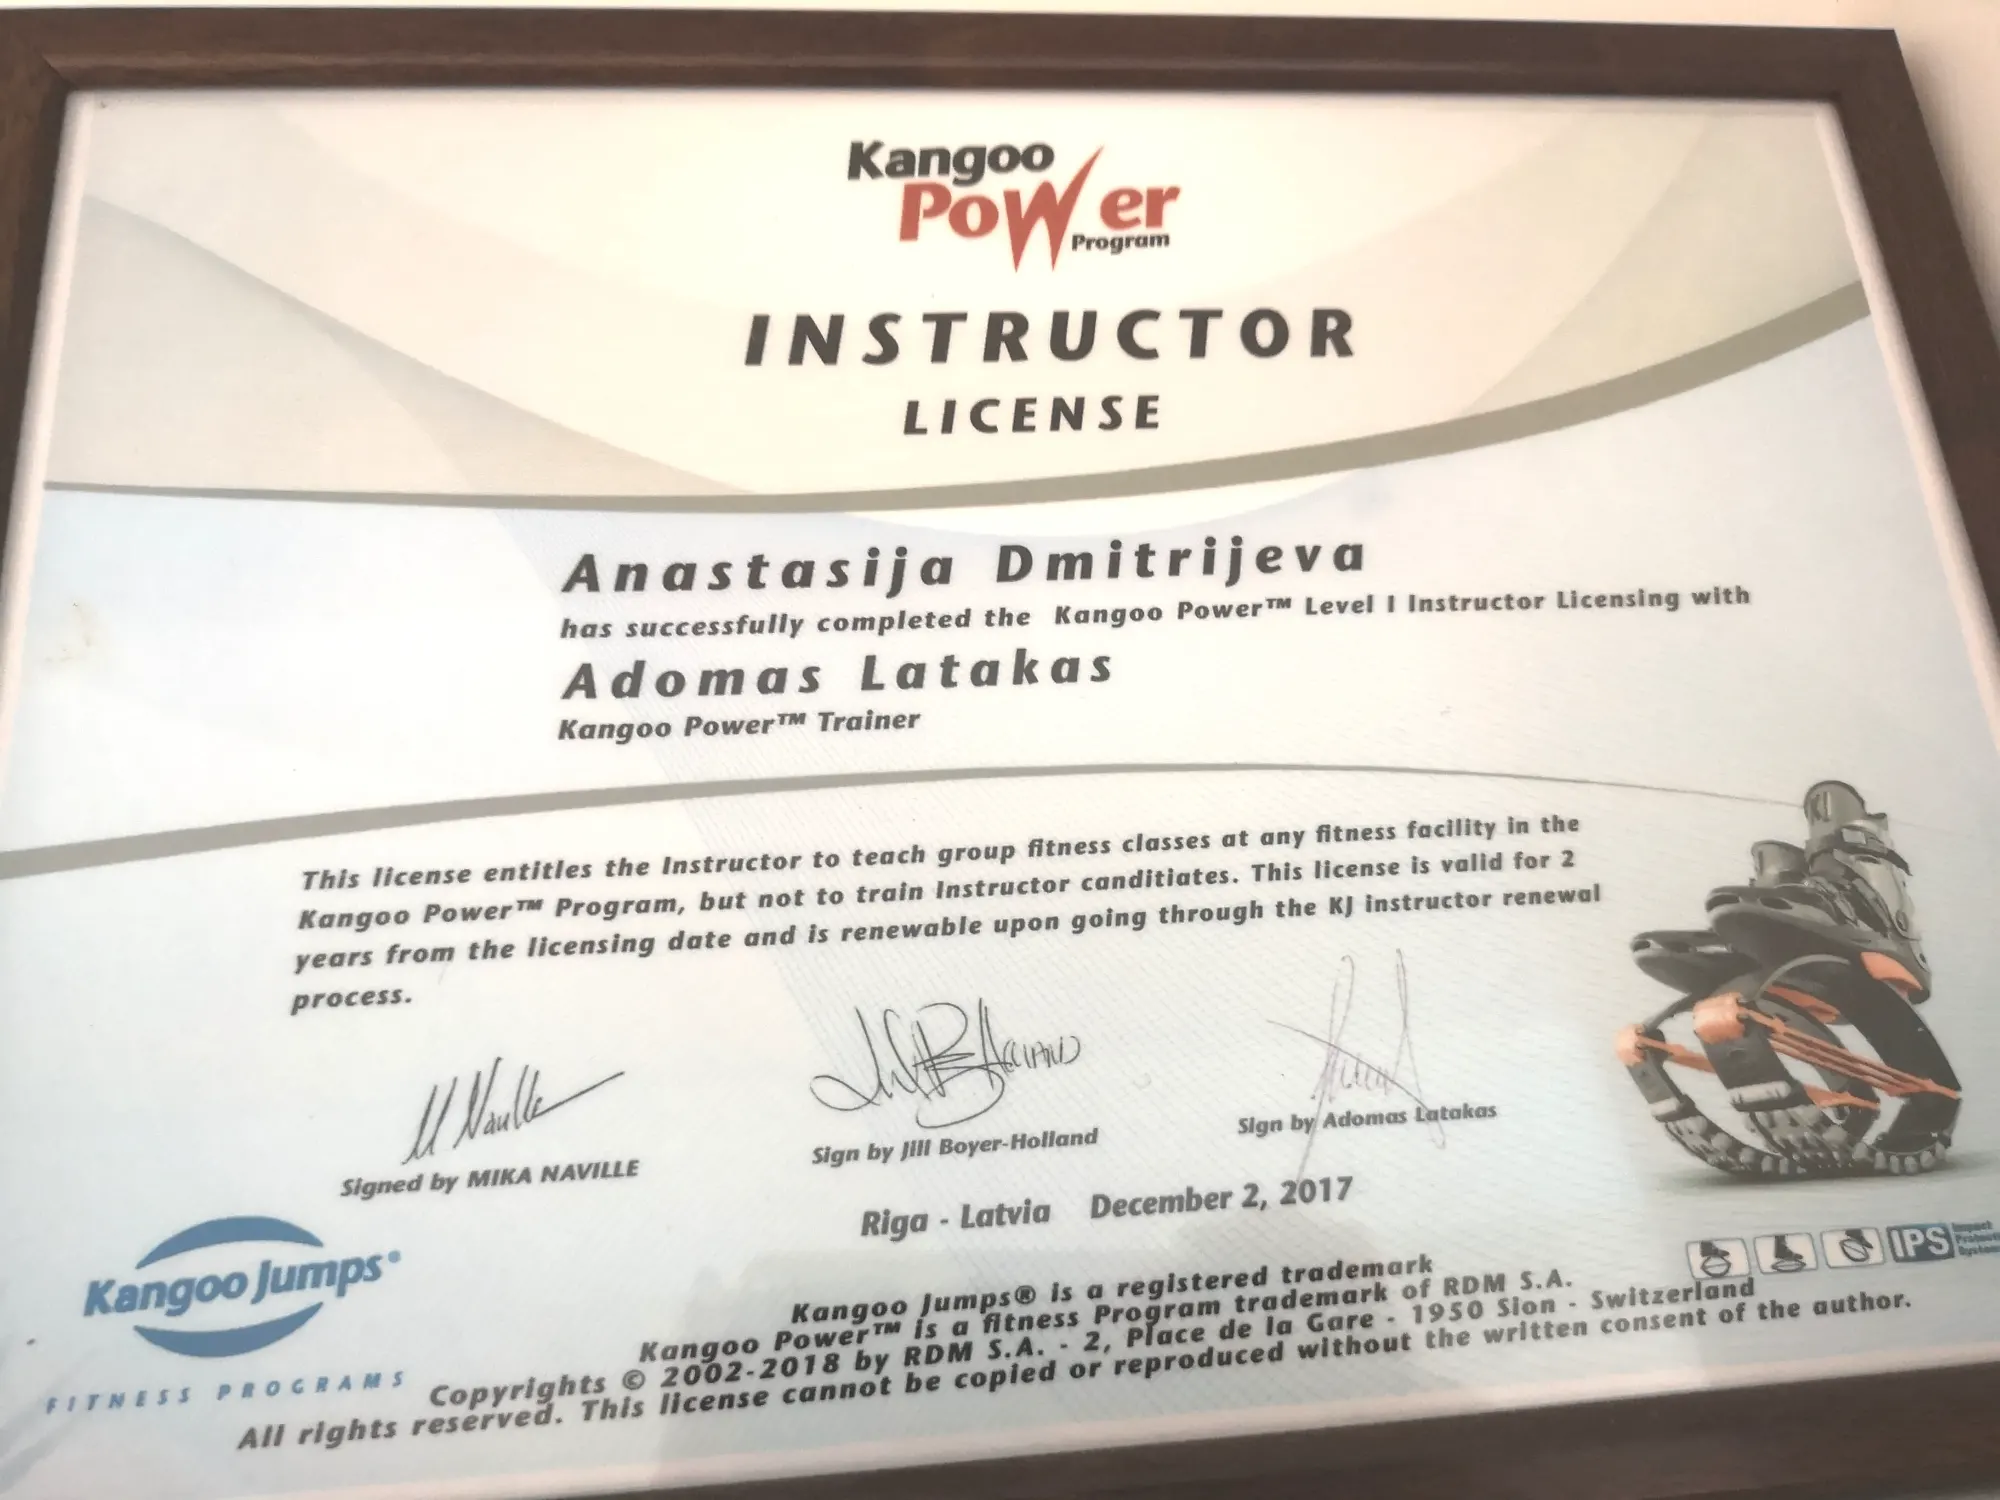 Kangoo
Power
Program
INSTRUCTOR
LICENSE
Anastasija Dmitrijeva
has successfully completed the Kangoo Power™ Level I Instructor Licensing with
Adomas Latakas
Kangoo Power™ Trainer
This license entitles the Instructor to teach group fitness classes at any fitness facility in the
Kangoo Power™ Program, but not to train Instructor canditiates. This license is valid for 2
years from the licensing date and is renewable upon going through the KJ instructor renewal
process.
Signed by MIKA NAVILLE
Sign by Jill Boyer-Holland
Sign by Adomas Latakas
Riga - Latvia December 2, 2017
Kangoo Jumps®
FITNESS PROGRAMS
IPS
Impact
Protection
System
Kangoo Jumps® is a registered trademark
Kangoo Power™ is a fitness Program trademark of RDM S.A.
Copyrights © 2002-2018 by RDM S.A. - 2, Place de la Gare - 1950 Sion - Switzerland
All rights reserved. This license cannot be copied or reproduced without the written consent of the author.